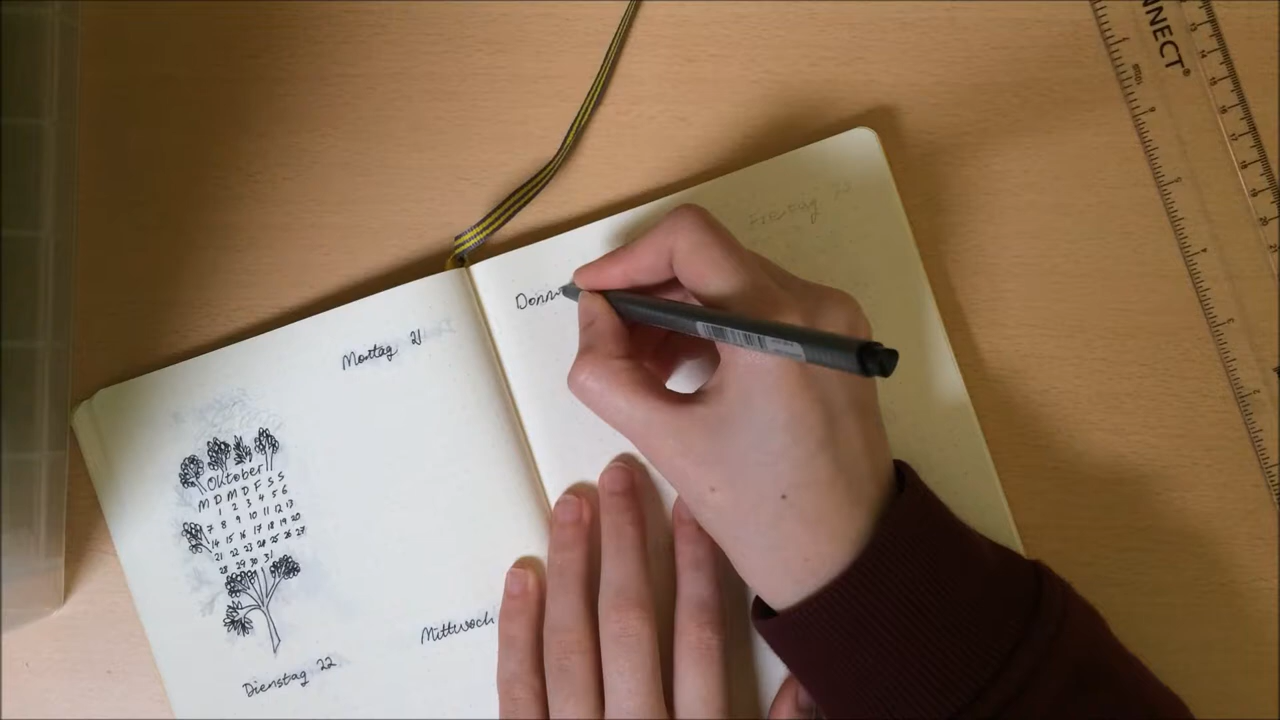 Montag 21
Oktober
M D M D F S S
1 2 3 4 5 6
7 8 9 10 11 12 13
14 15 16 17 18 19 20
21 22 23 24 25 26 27
28 29 30 31
Dienstag 22
Mittwoch
Donn
Freitag
NNECT®